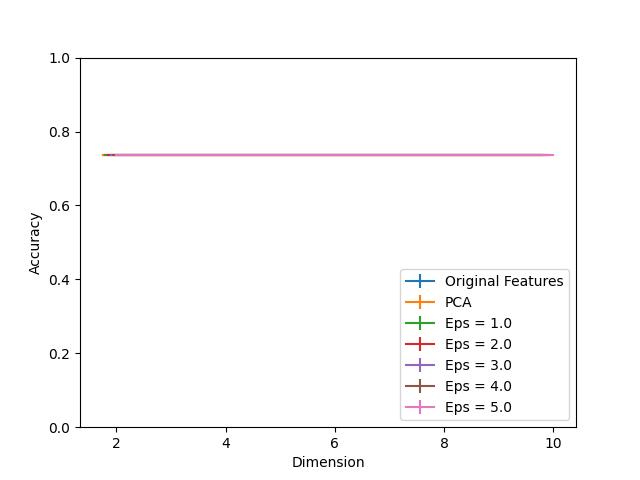 1.0
0.8
0.6
0.4
0.2
0.0
Accuracy
Original Features
PCA
Eps = 1.0
Eps = 2.0
Eps = 3.0
Eps = 4.0
Eps = 5.0
2 4 6 8 10
Dimension